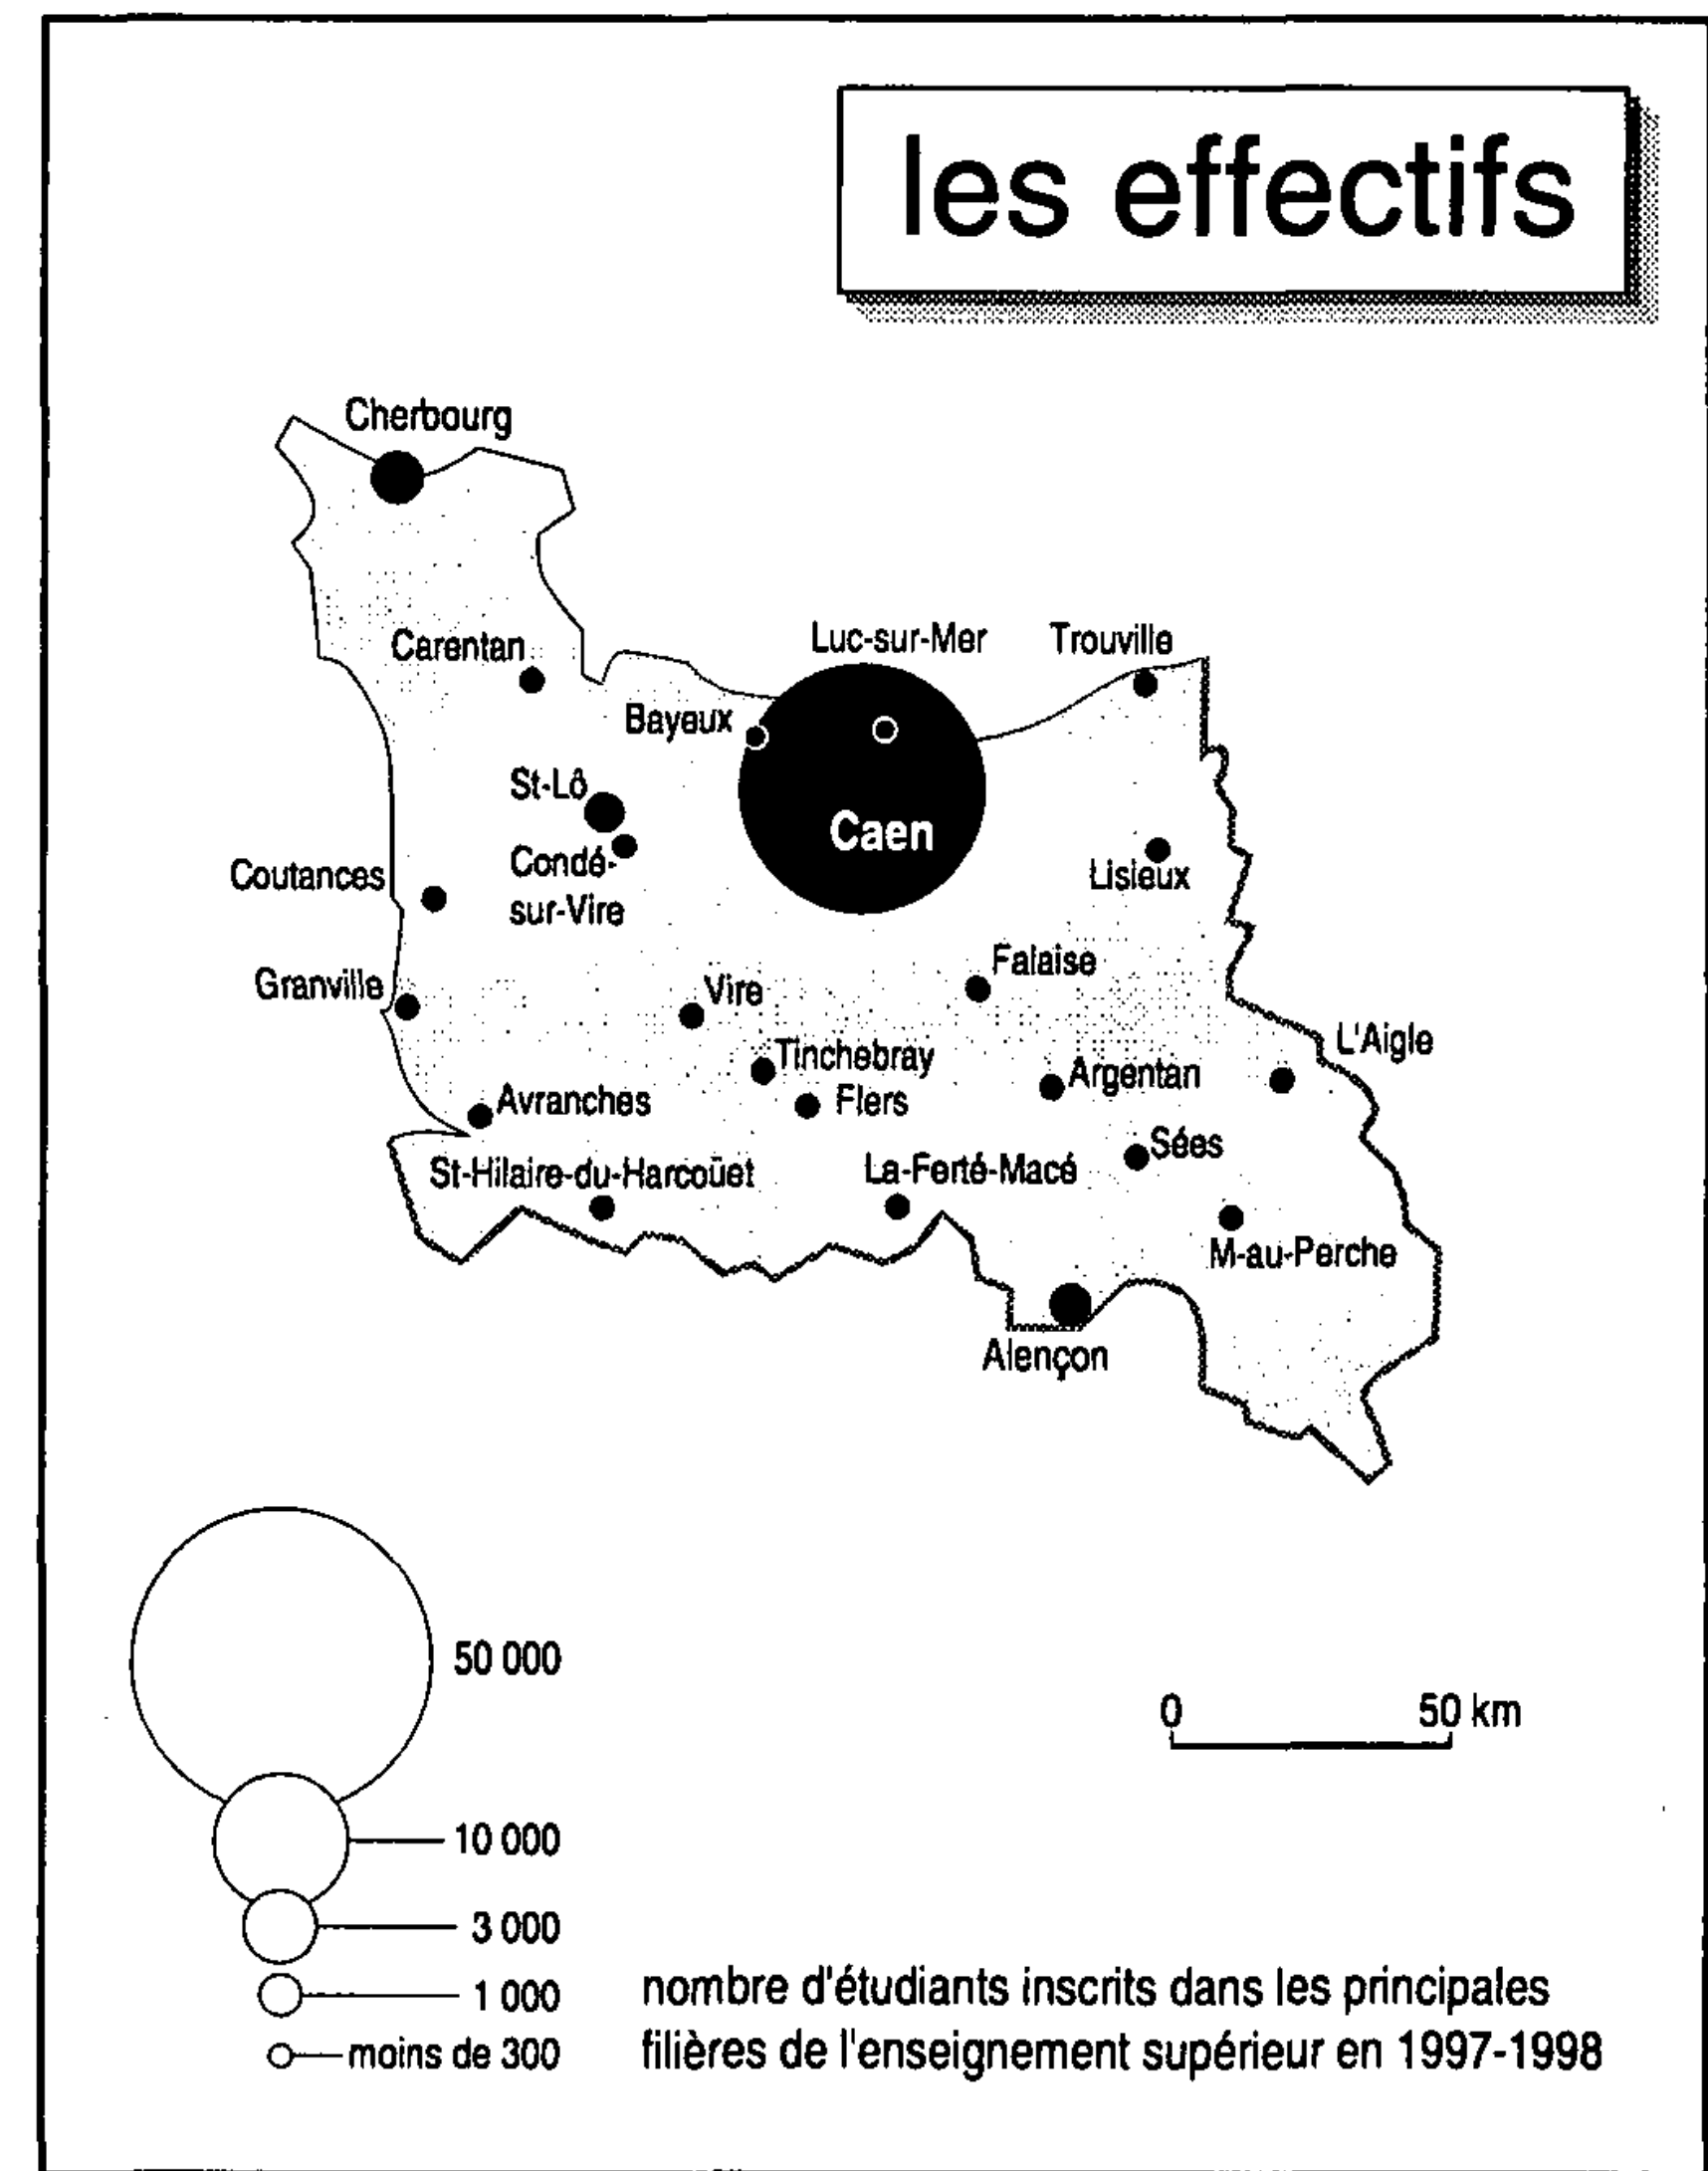 les effectifs
Cherbourg
Carentan
Luc-sur-Mer
Trouville
Bayeux
St-Lô
Caen
Condé-
sur-Vire
Coutances
Lisieux
Granville
Vire
Falaise
Tinchebray
L'Aigle
Argentan
Avranches
Flers
Sées
St-Hilaire-du-Harcoüet
La-Ferté-Macé
M-au-Perche
Alençon
50 000
0 50 km
10 000
3 000
1 000
moins de 300
nombre d'étudiants inscrits dans les principales
filières de l'enseignement supérieur en 1997-1998